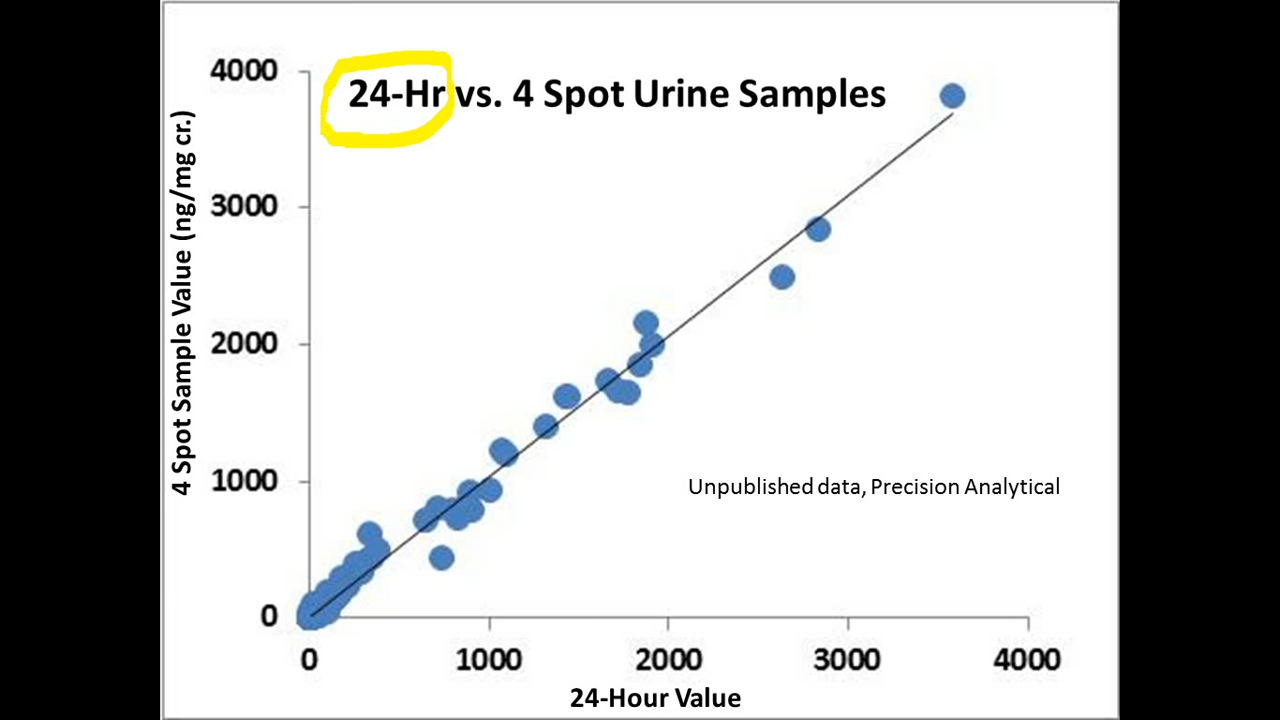 24-Hr vs. 4 Spot Urine Samples
4 Spot Sample Value (ng/mg cr.)
4000
3000
2000
1000
0
Unpublished data, Precision Analytical
0 1000 2000 3000 4000
24-Hour Value